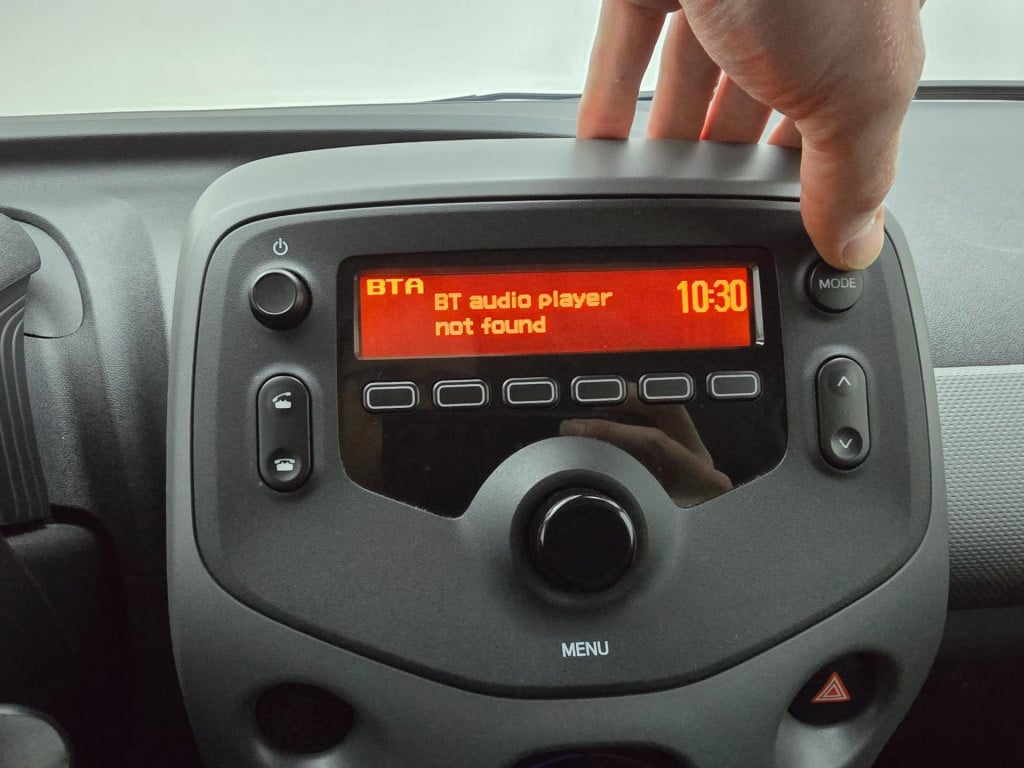 BTA
BT audio player
not found
10:30
MODE
MENU